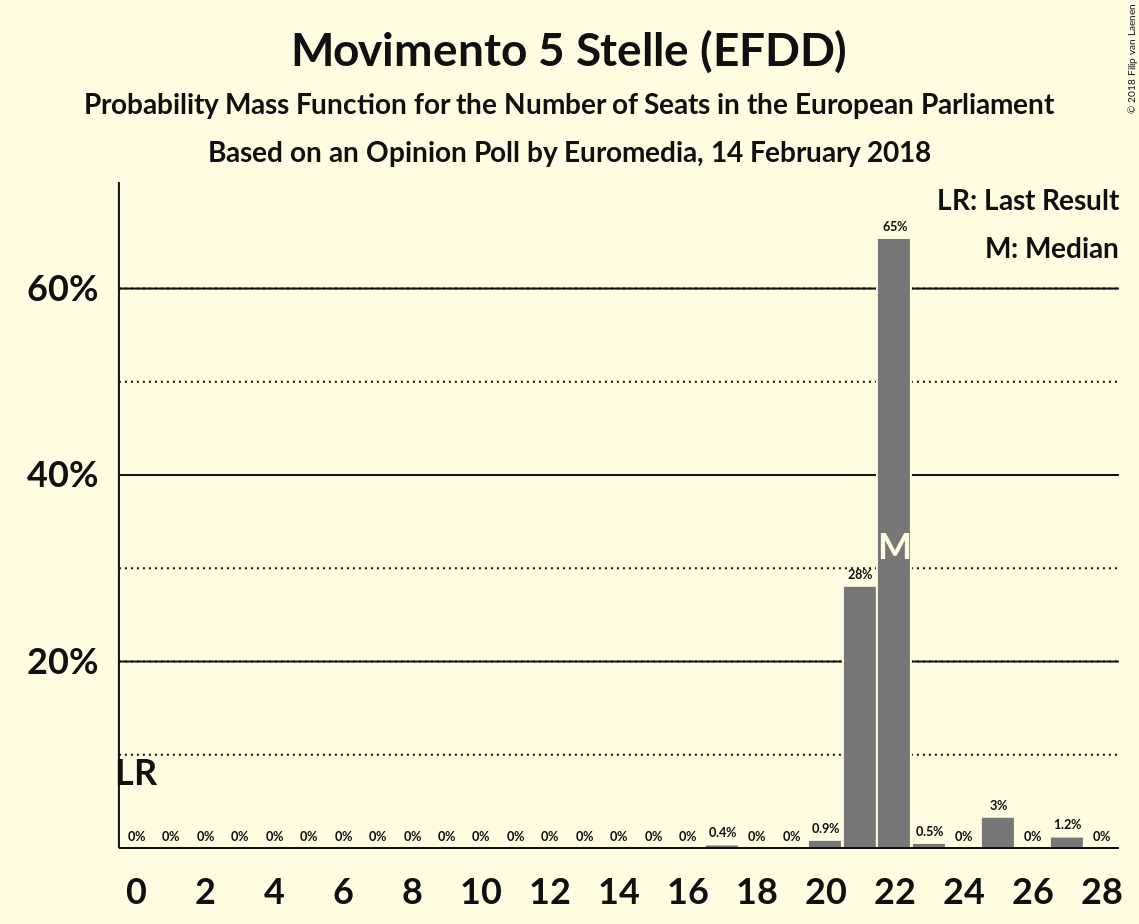 Movimento 5 Stelle (EFDD)
Probability Mass Function for the Number of Seats in the European Parliament
Based on an Opinion Poll by Euromedia, 14 February 2018
© 2018 Filip van Laenen
LR: Last Result
M: Median
65%
60%
40%
M
28%
20%
LR
0% 0% 0% 0% 0% 0% 0% 0% 0% 0% 0% 0% 0% 0% 0% 0% 0% 0.4% 0% 0% 0.9% 0.5% 0% 3% 0% 1.2% 0%
0 2 4 6 8 10 12 14 16 18 20 22 24 26 28